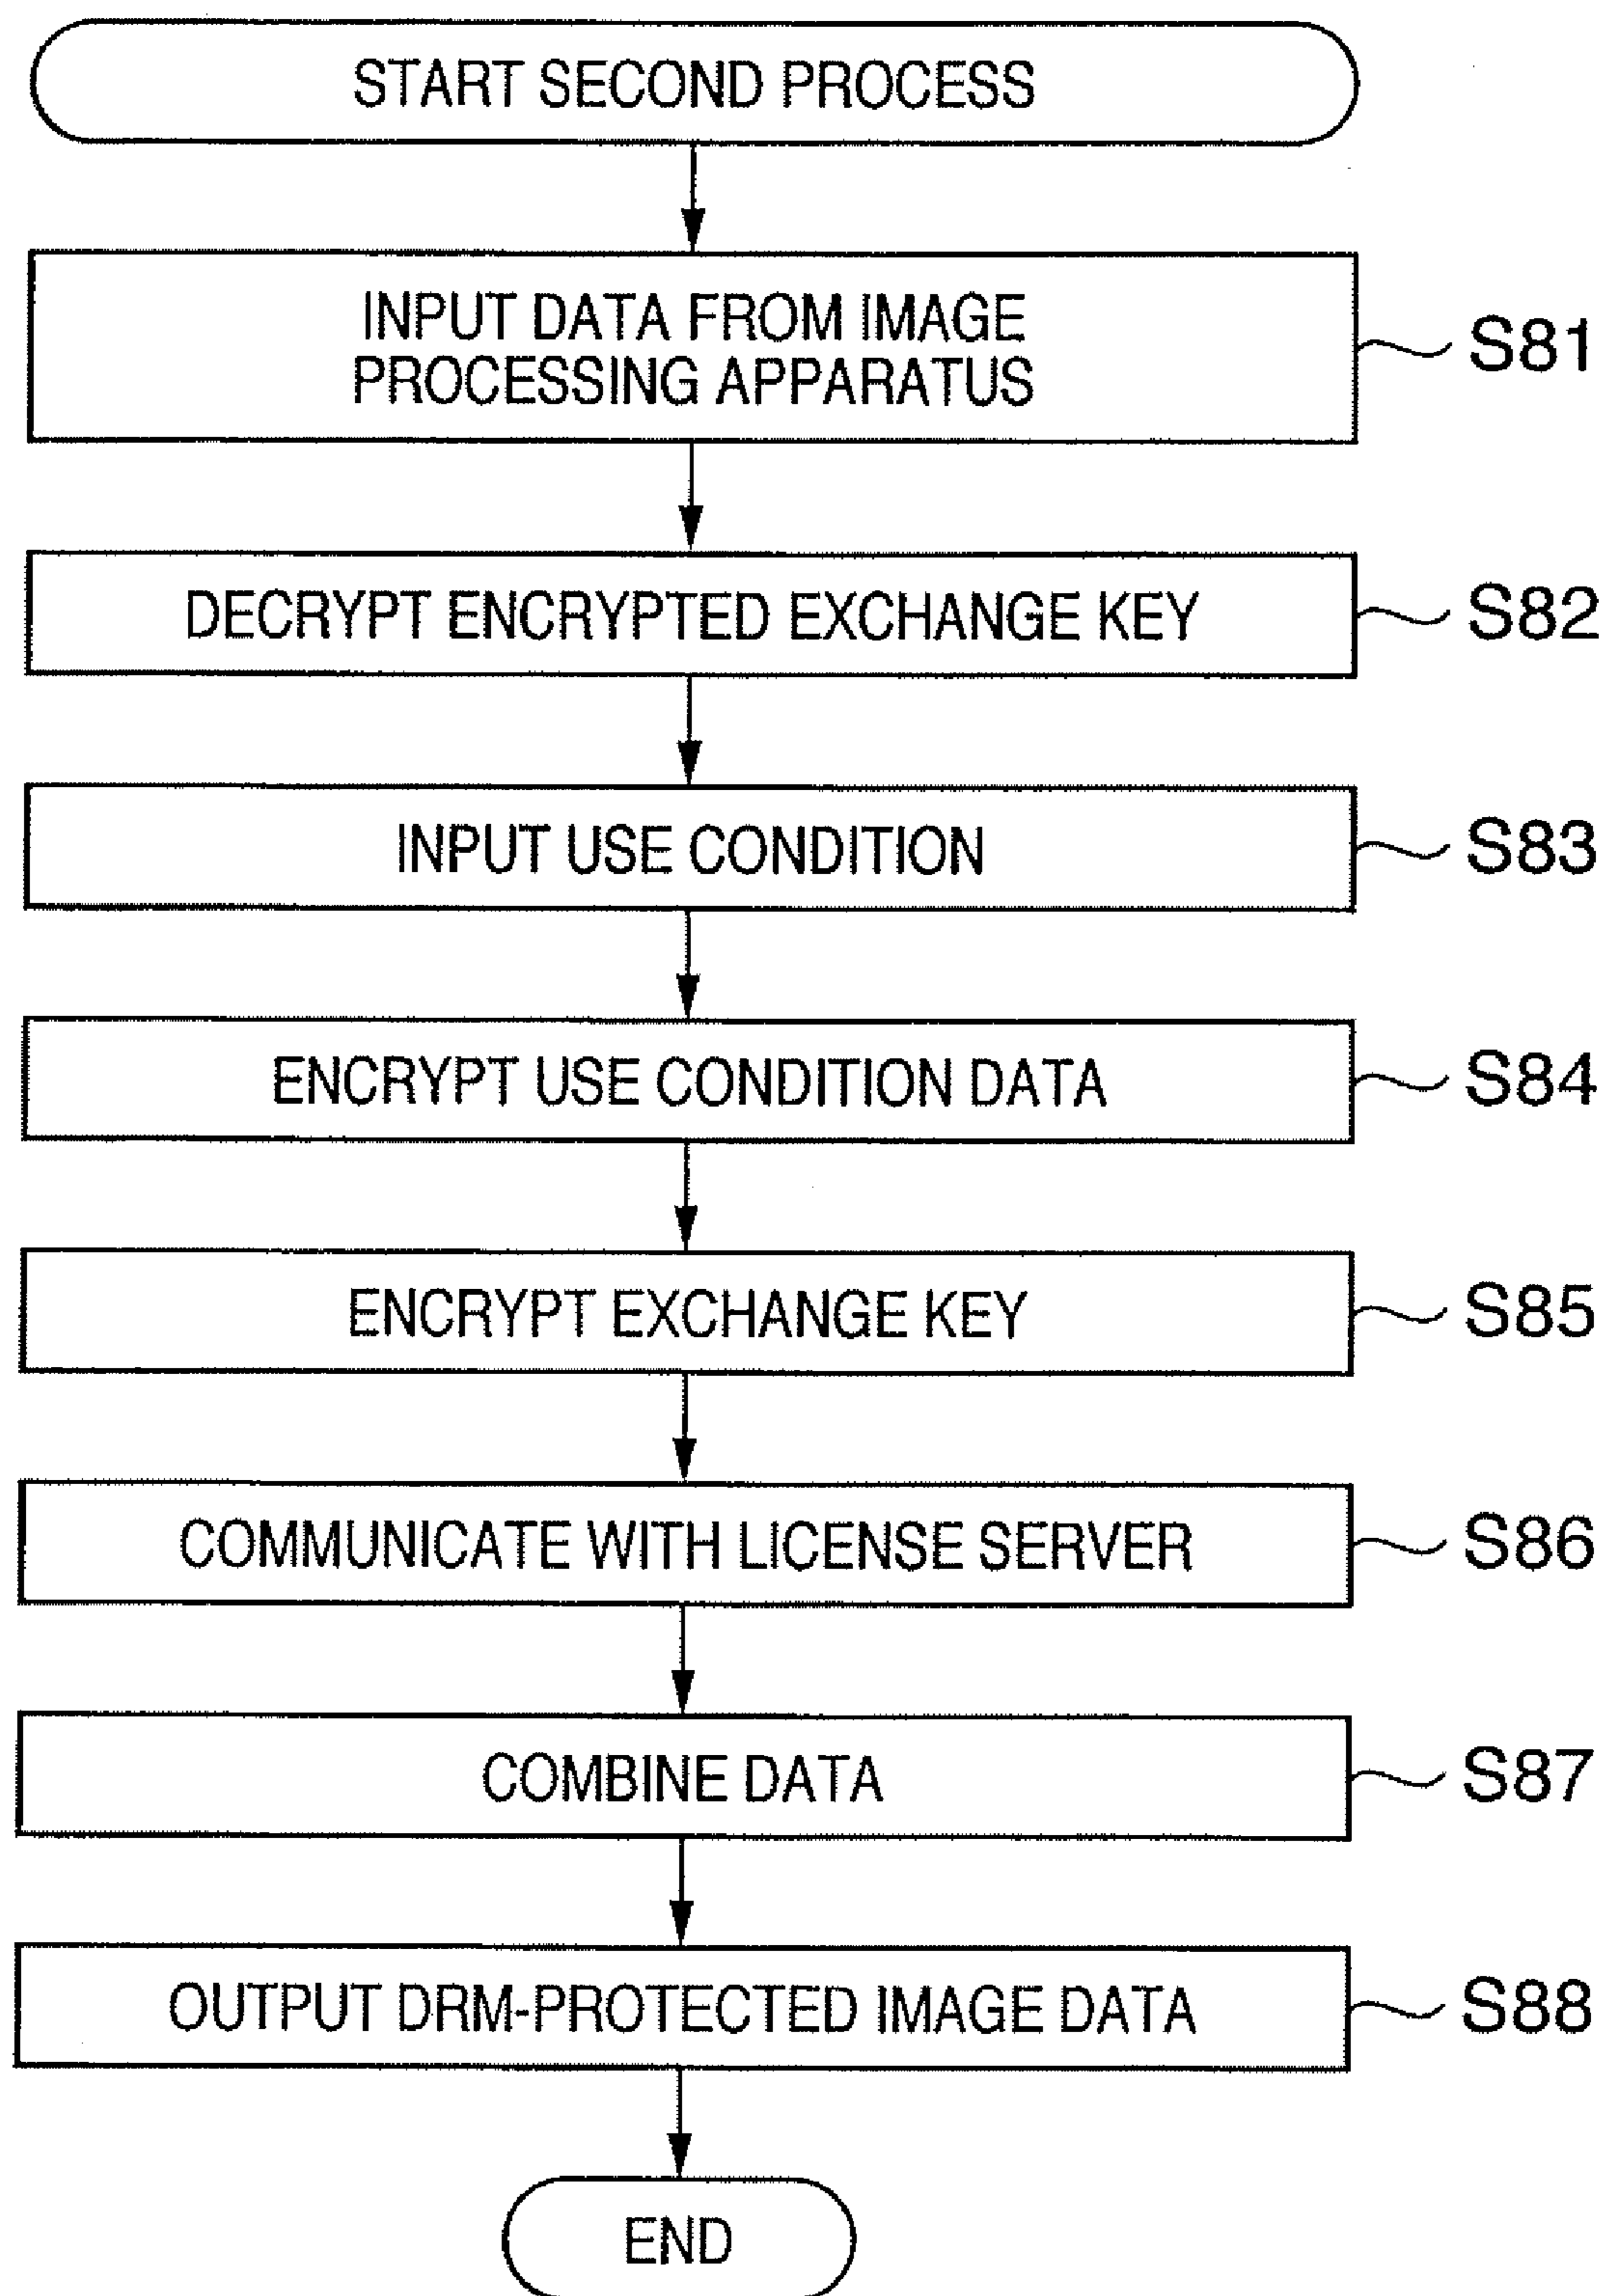 START SECOND PROCESS
INPUT DATA FROM IMAGE
PROCESSING APPARATUS
S81
DECRYPT ENCRYPTED EXCHANGE KEY
S82
INPUT USE CONDITION
S83
ENCRYPT USE CONDITION DATA
S84
ENCRYPT EXCHANGE KEY
S85
COMMUNICATE WITH LICENSE SERVER
S86
COMBINE DATA
S87
OUTPUT DRM-PROTECTED IMAGE DATA
S88
END